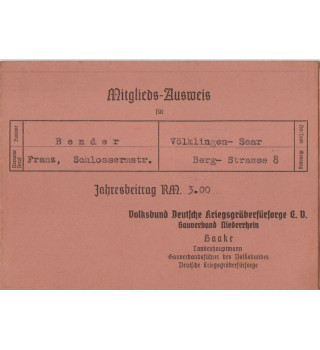 Mitglieds-Ausweis
für
Bender
Franz, Schlossermstr.
Völklingen- Saar
Berg- Strasse 8
Jahresbeitrag RM. 3.00
Volksbund Deutsche Kriegsgräberfürsorge E. V.
Gauverband Niederrhein
Haake
Landeshauptmann
Gauverbandsführer des Volksbundes
Deutsche Kriegsgräberfürsorge